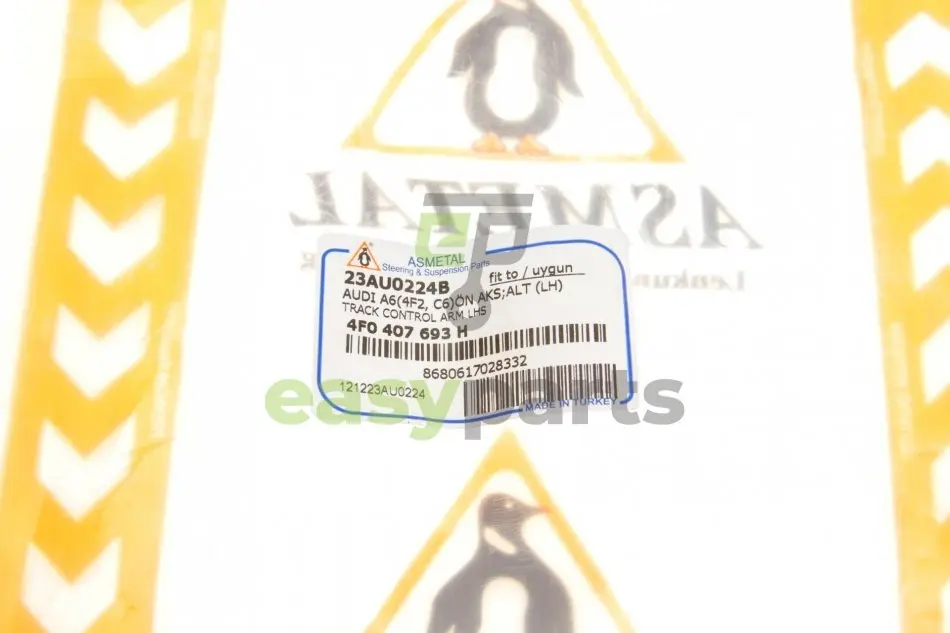 ASMETAL
Lenkun
ASMETAL
Steering & Suspension Parts
23AU0224B
fit to / uygun
AUDI A6(4F2, C6)ÖN AKS;ALT (LH)
TRACK CONTROL ARM LHS
4F0 407 693 H
8680617028332
121223AU0224
MADE IN TURKEY
easyparts